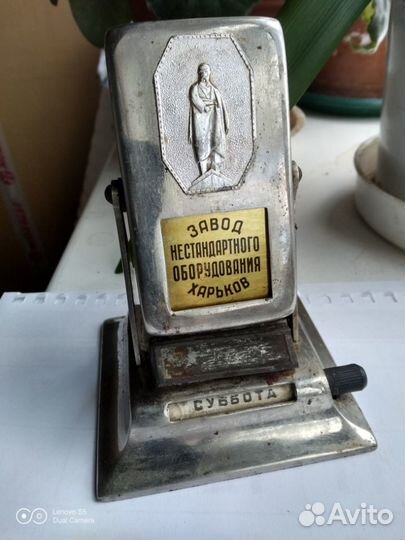 ЗАВОД
НЕСТАНДАРТНОГО
ОБОРУДОВАНИЯ
ХАРЬКОВ
СУББОТА
Lenovo S5
Dual Camera
Avito